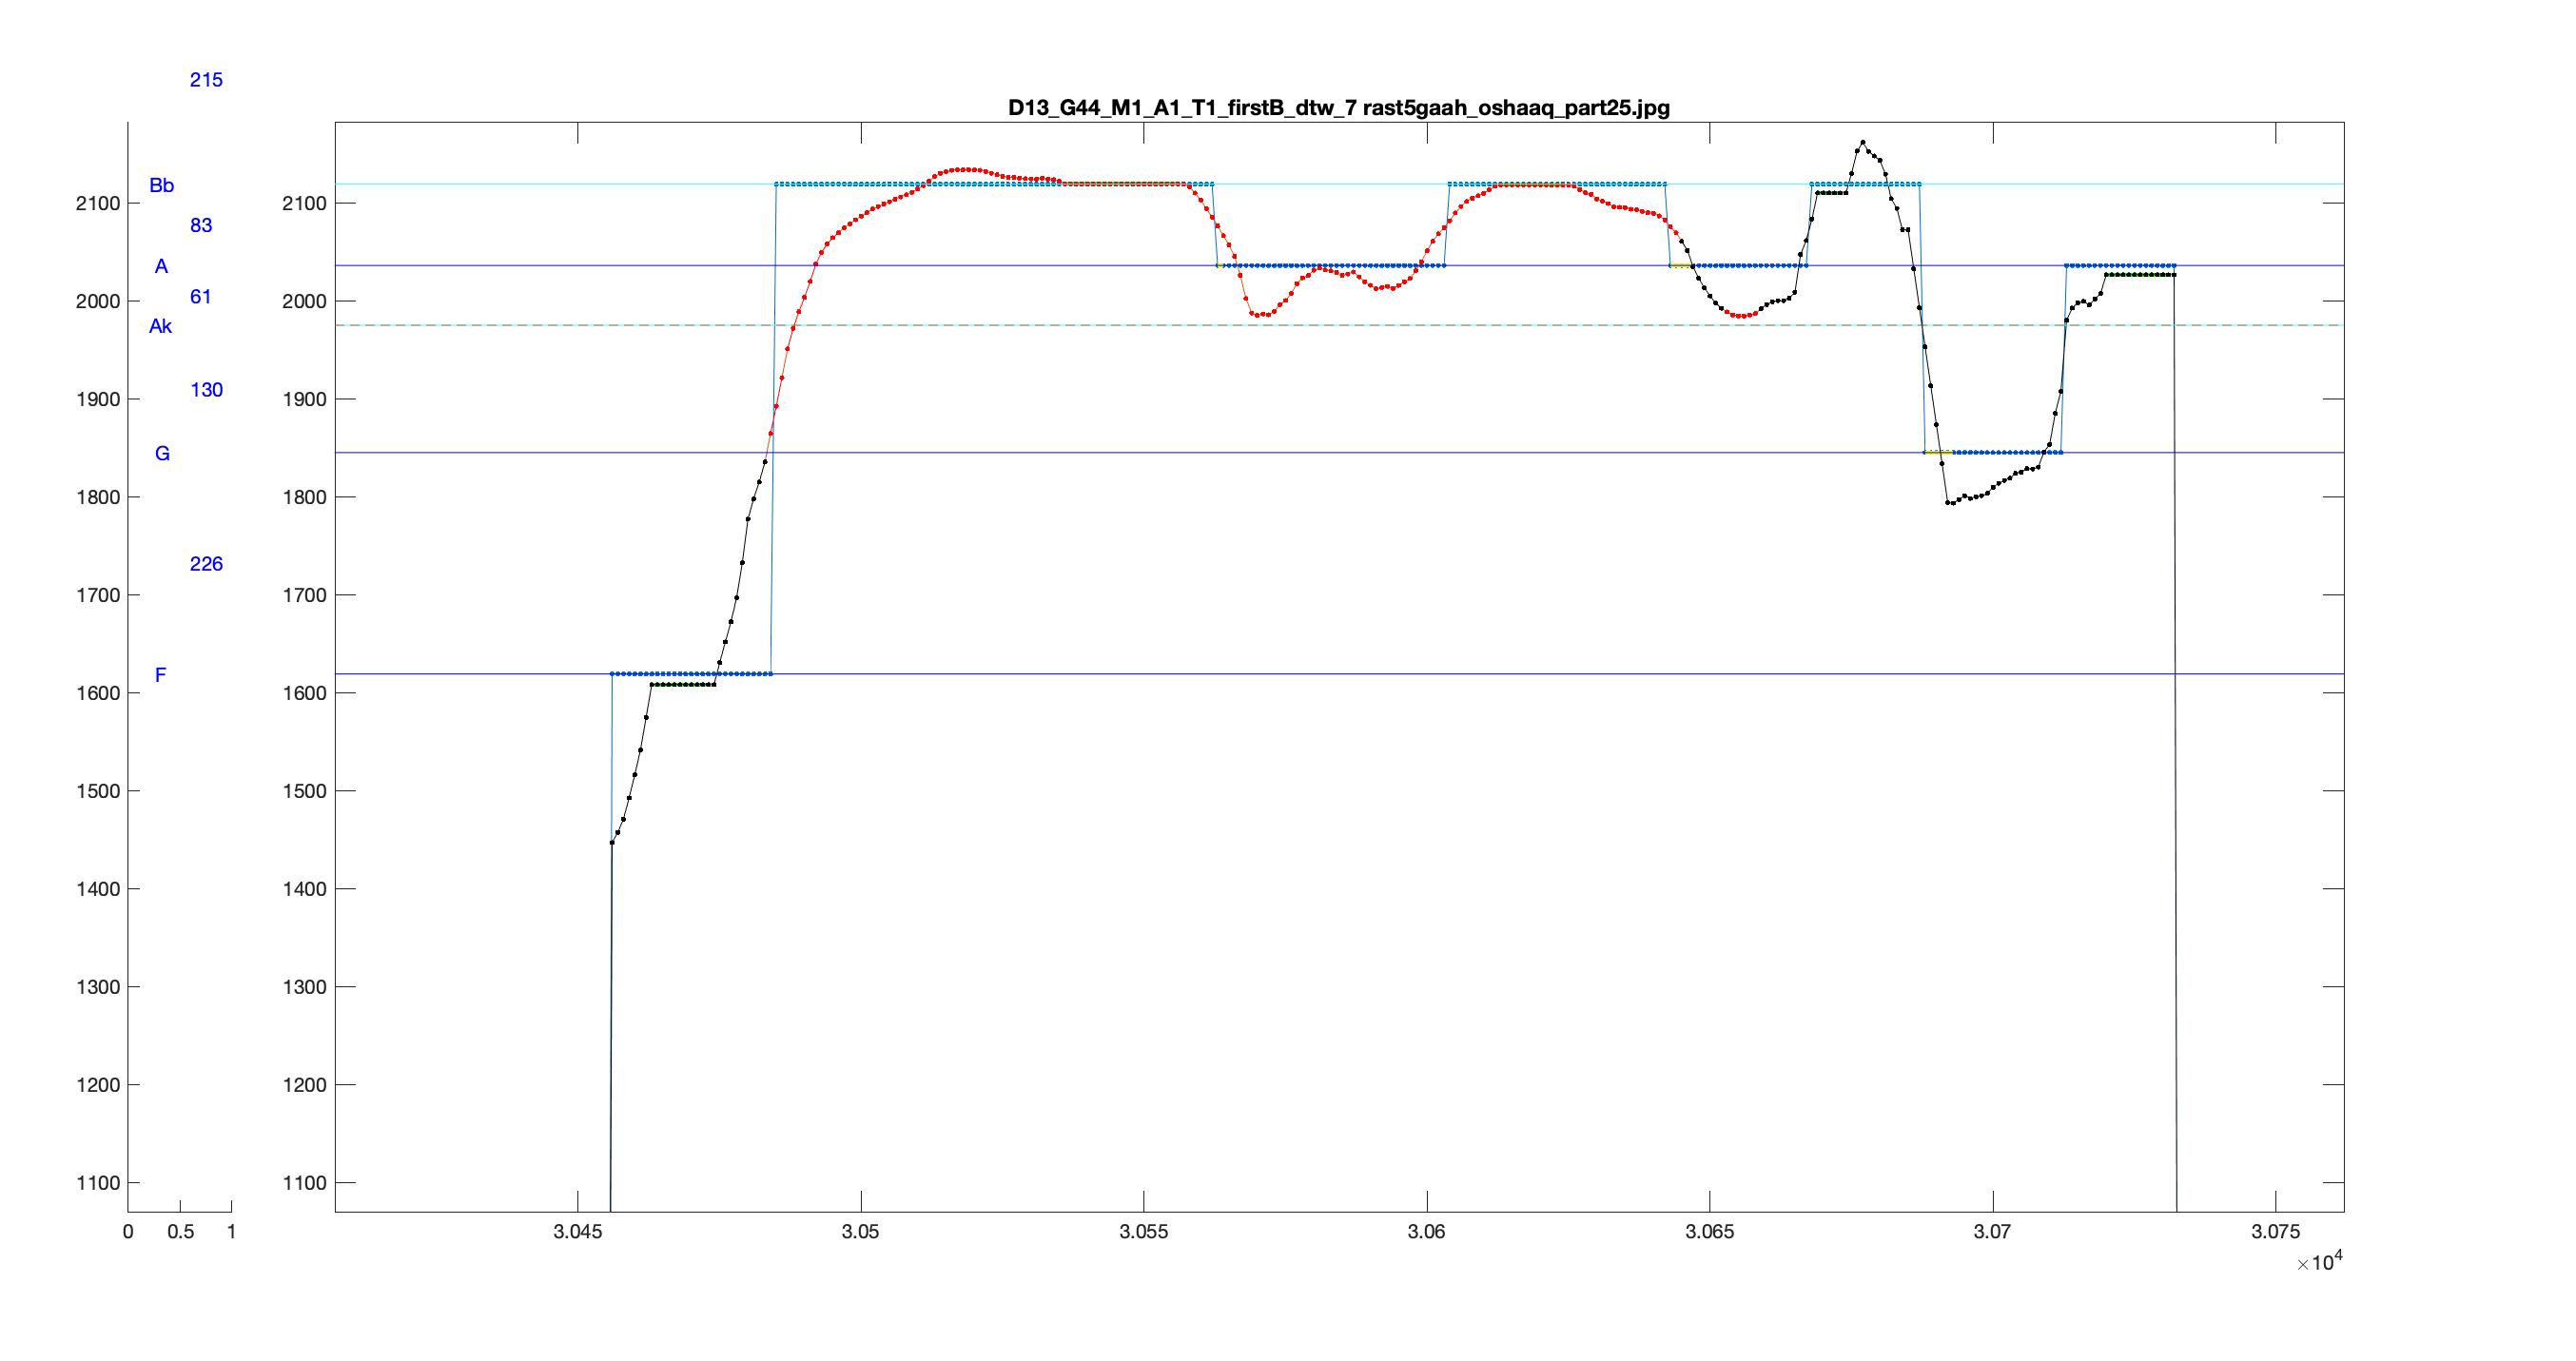 215
D13_G44_M1_A1_T1_firstB_dtw_7 rast5gaah_oshaaq_part25.jpg
Bb
2100 2100
83
A
61
2000 2000
Ak
130
1900 1900
G
1800 1800
226
1700 1700
F
1600 1600
1500 1500
1400 1400
1300 1300
1200 1200
1100 1100
0 0.5 1 3.045 3.05 3.055 3.06 3.065 3.07 3.075
×10^4